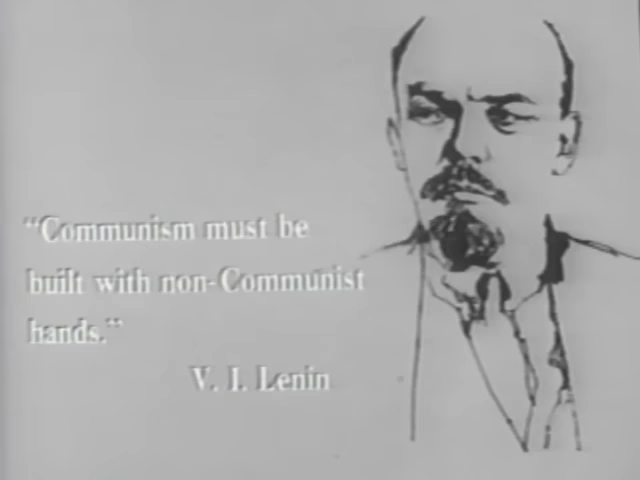 “Communism must be
built with non-Communist
hands.”
V. I. Lenin